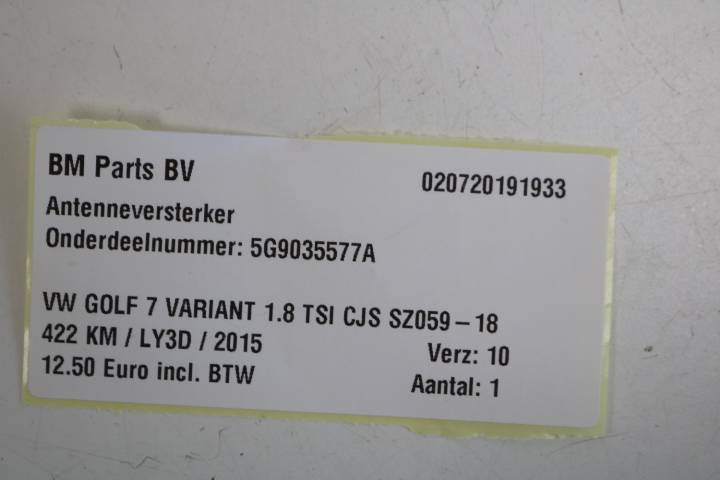 BM Parts BV
020720191933
Antenneversterker
Onderdeelnummer: 5G9035577A
VW GOLF 7 VARIANT 1.8 TSI CJS SZ059-18
422 KM / LY3D / 2015
Verz: 10
12.50 Euro incl. BTW
Aantal: 1